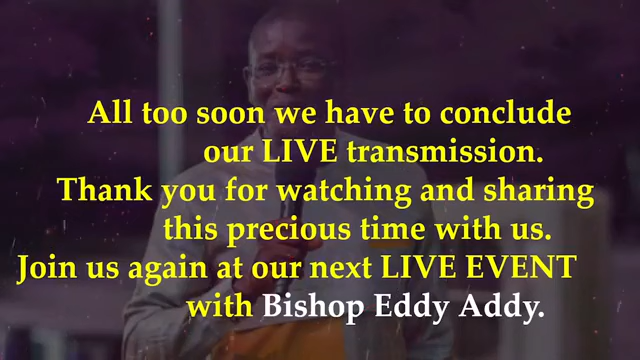 All too soon we have to conclude
our LIVE transmission.
Thank you for watching and sharing
this precious time with us.
Join us again at our next LIVE EVENT
with Bishop Eddy Addy.